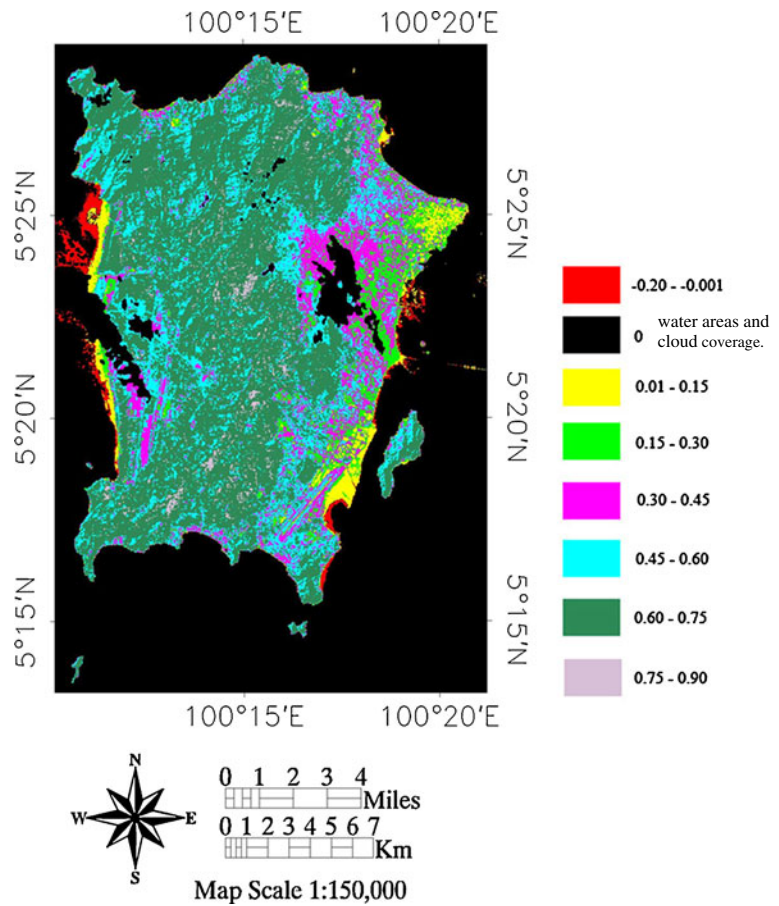 100°15′E 100°20′E
5°25′N
5°25′N
5°20′N
5°20′N
5°15′N
5°15′N
100°15′E 100°20′E
-0.20 - -0.001
0 water areas and
cloud coverage.
0.01 - 0.15
0.15 - 0.30
0.30 - 0.45
0.45 - 0.60
0.60 - 0.75
0.75 - 0.90
N
W E
S
0 1 2 3 4
Miles
0 1 2 3 4 5 6 7
Km
Map Scale 1:150,000